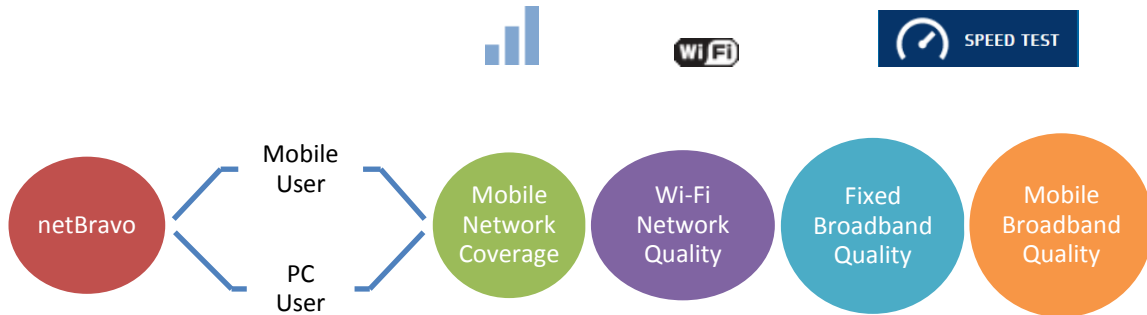 WiFi
SPEED TEST
netBravo
Mobile
User
PC
User
Mobile
Network
Coverage
Wi-Fi
Network
Quality
Fixed
Broadband
Quality
Mobile
Broadband
Quality